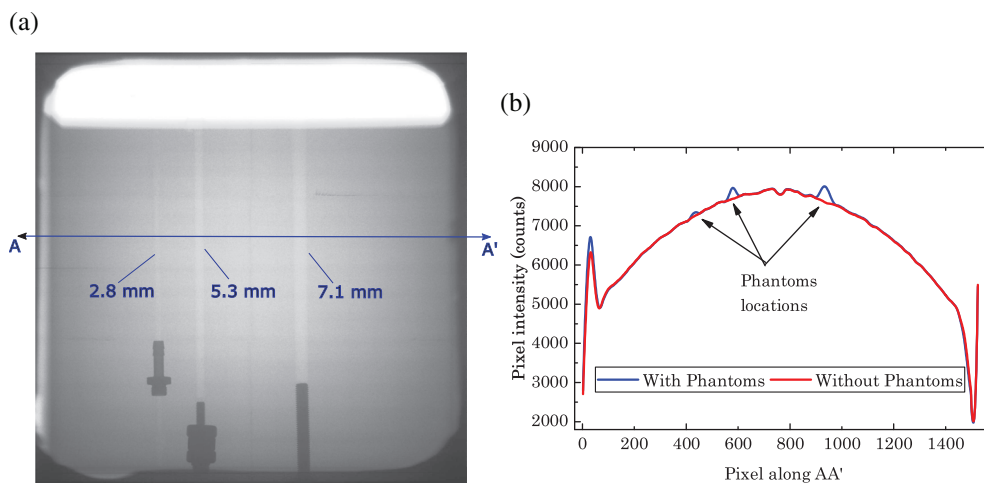 (a)
A
A'
2.8 mm
5.3 mm
7.1 mm
(b)
Pixel intensity (counts)
9000
8000
7000
6000
5000
4000
3000
2000
Phantoms
locations
With Phantoms
Without Phantoms
0
200
400
600
800
1000
1200
1400
Pixel along AA'